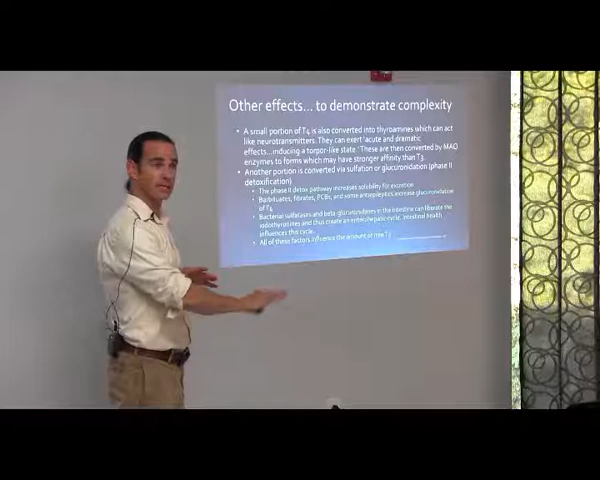 Other effects... to demonstrate complexity
• A small portion of T4 is also converted into thyroamines which can act
like neurotransmitters. They can exert 'acute and dramatic
effects...inducing a torpor-like state.' These are then converted by MAO
enzymes to forms which may have stronger affinity than T3.
• Another portion is converted via sulfation or glucuronidation (phase II
detoxification)
• The phase II detox pathway increases solubility for excretion
• Barbituates, fibrates, PCBs, and some antiepileptics increase glucuronidation
of T4
• Bacterial sulfatases and beta-glucuronidases in the intestine can liberate the
iodothyronines and thus create an enterohepatic cycle. Intestinal health
influences this cycle.
• All of these factors influence the amount of raw T3